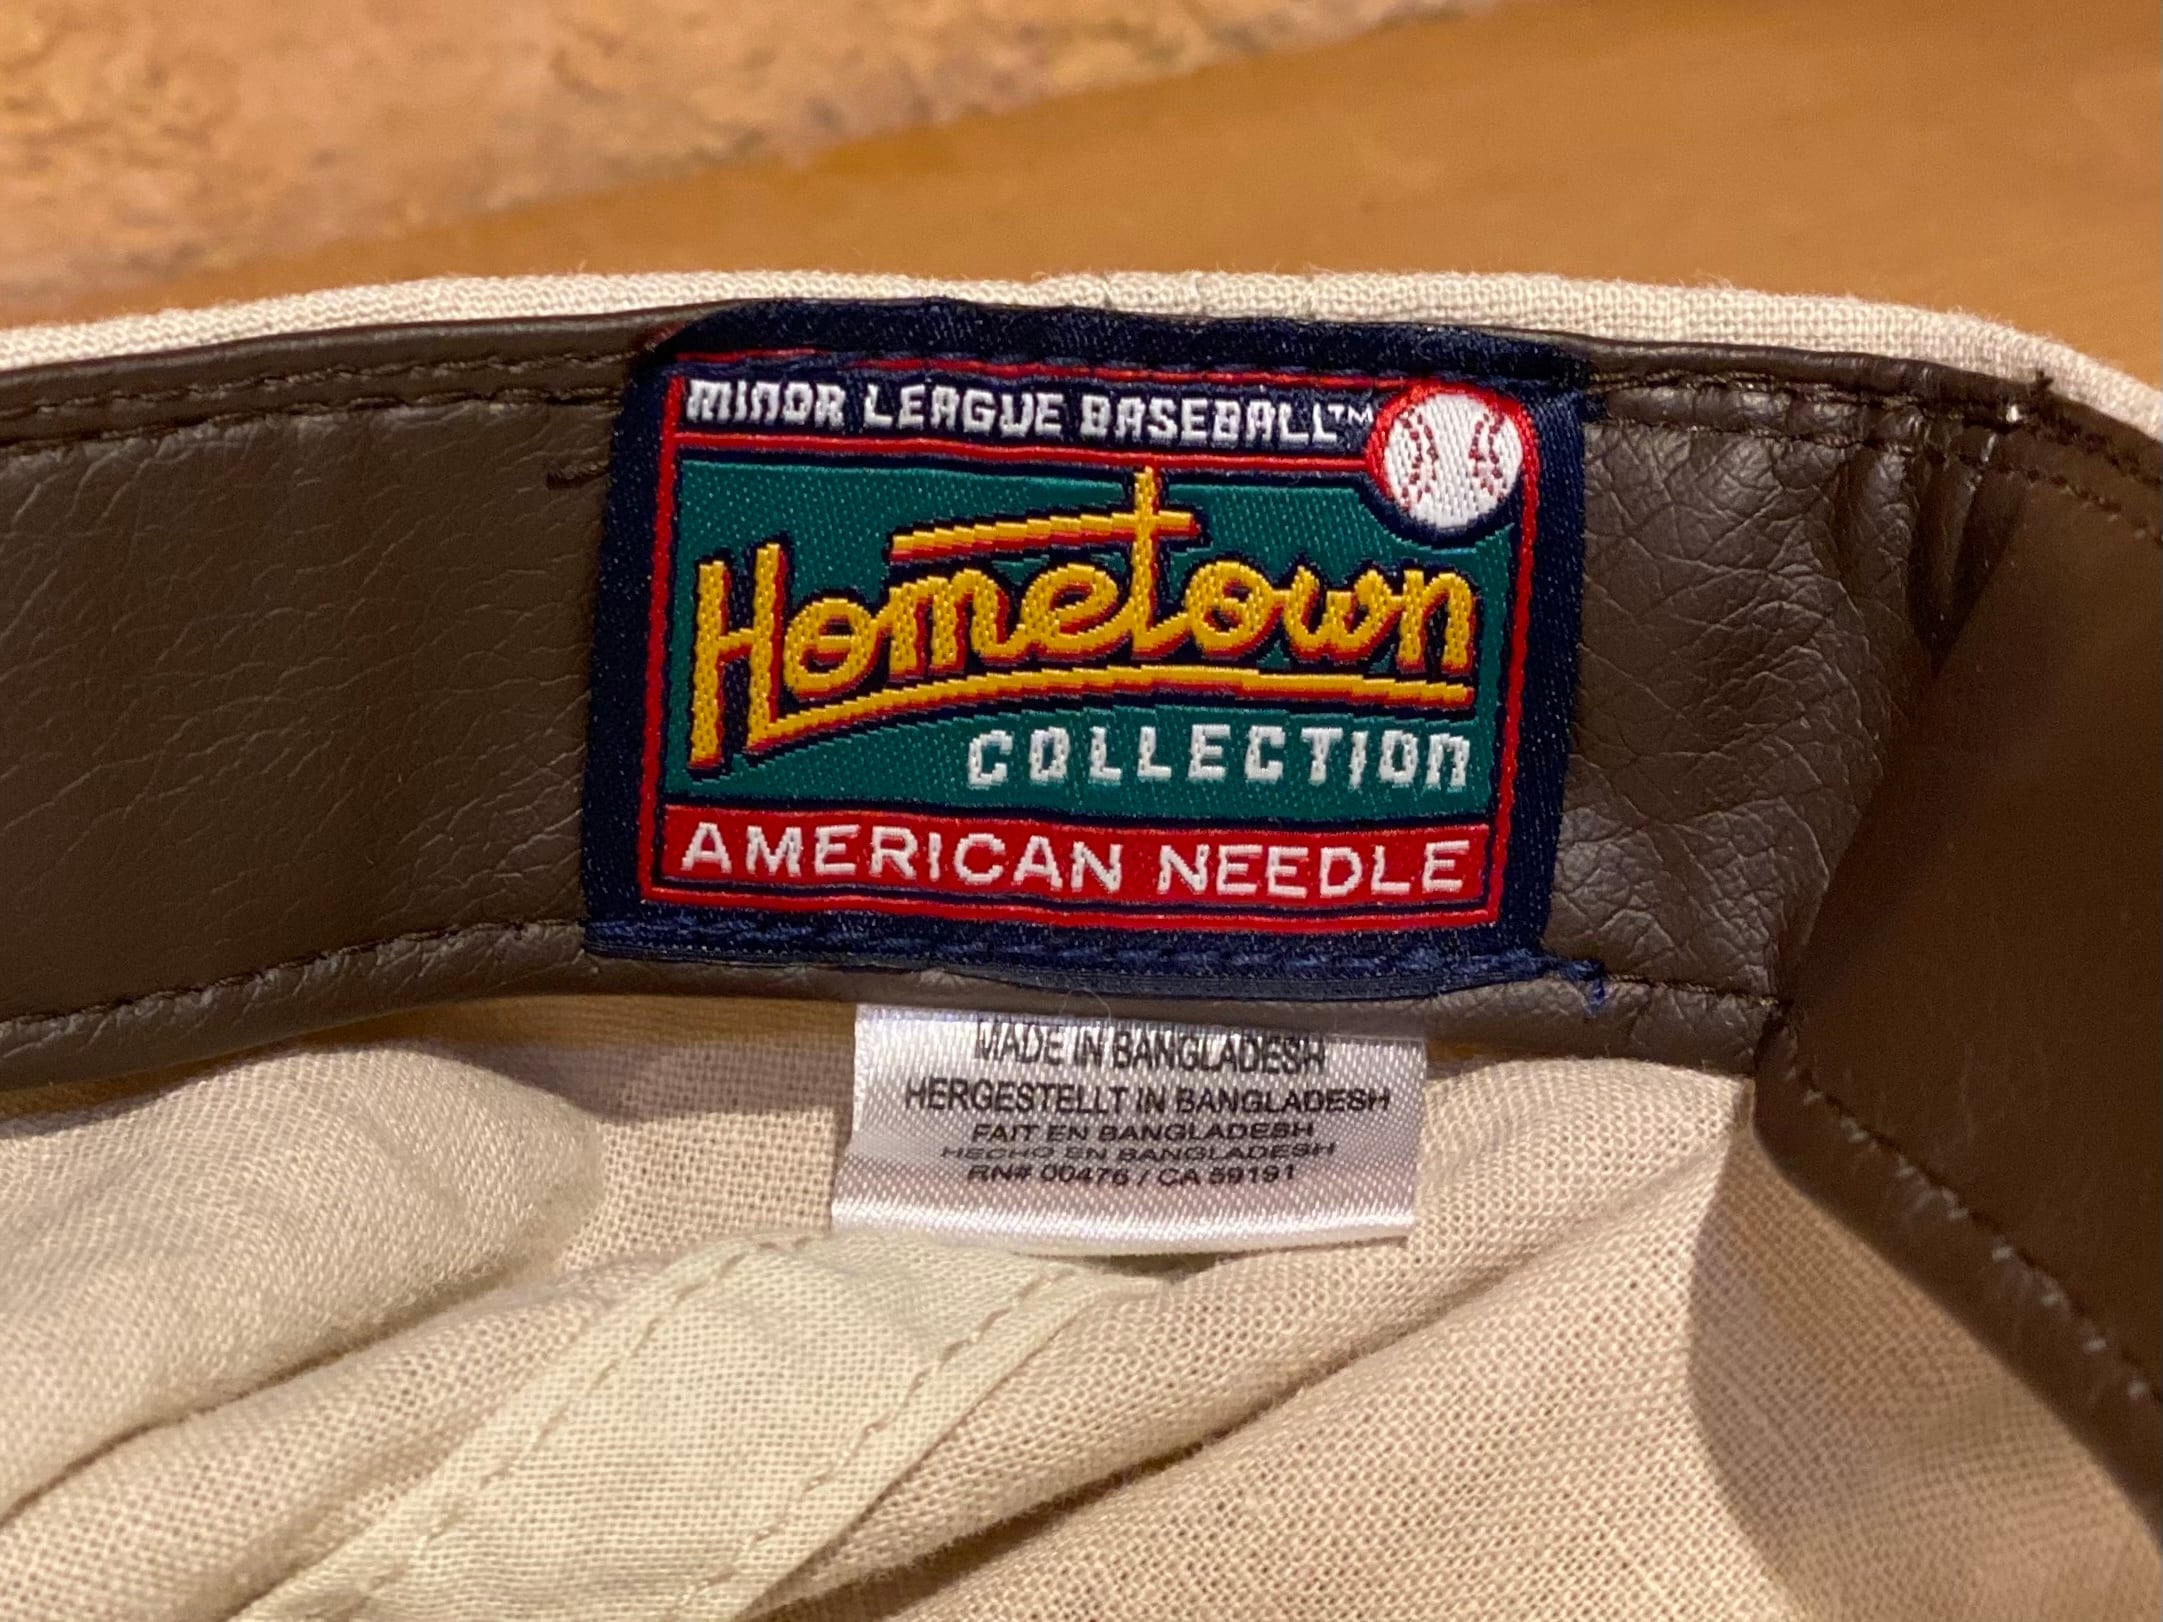 MINOR LEAGUE BASEBALL™
Hometown
COLLECTION
AMERICAN NEEDLE
MADE IN BANGLADESH
HERGESTELLT IN BANGLADESH
FAIT EN BANGLADESH
HECHO EN BANGLADESH
RN# 00476 / CA 59191